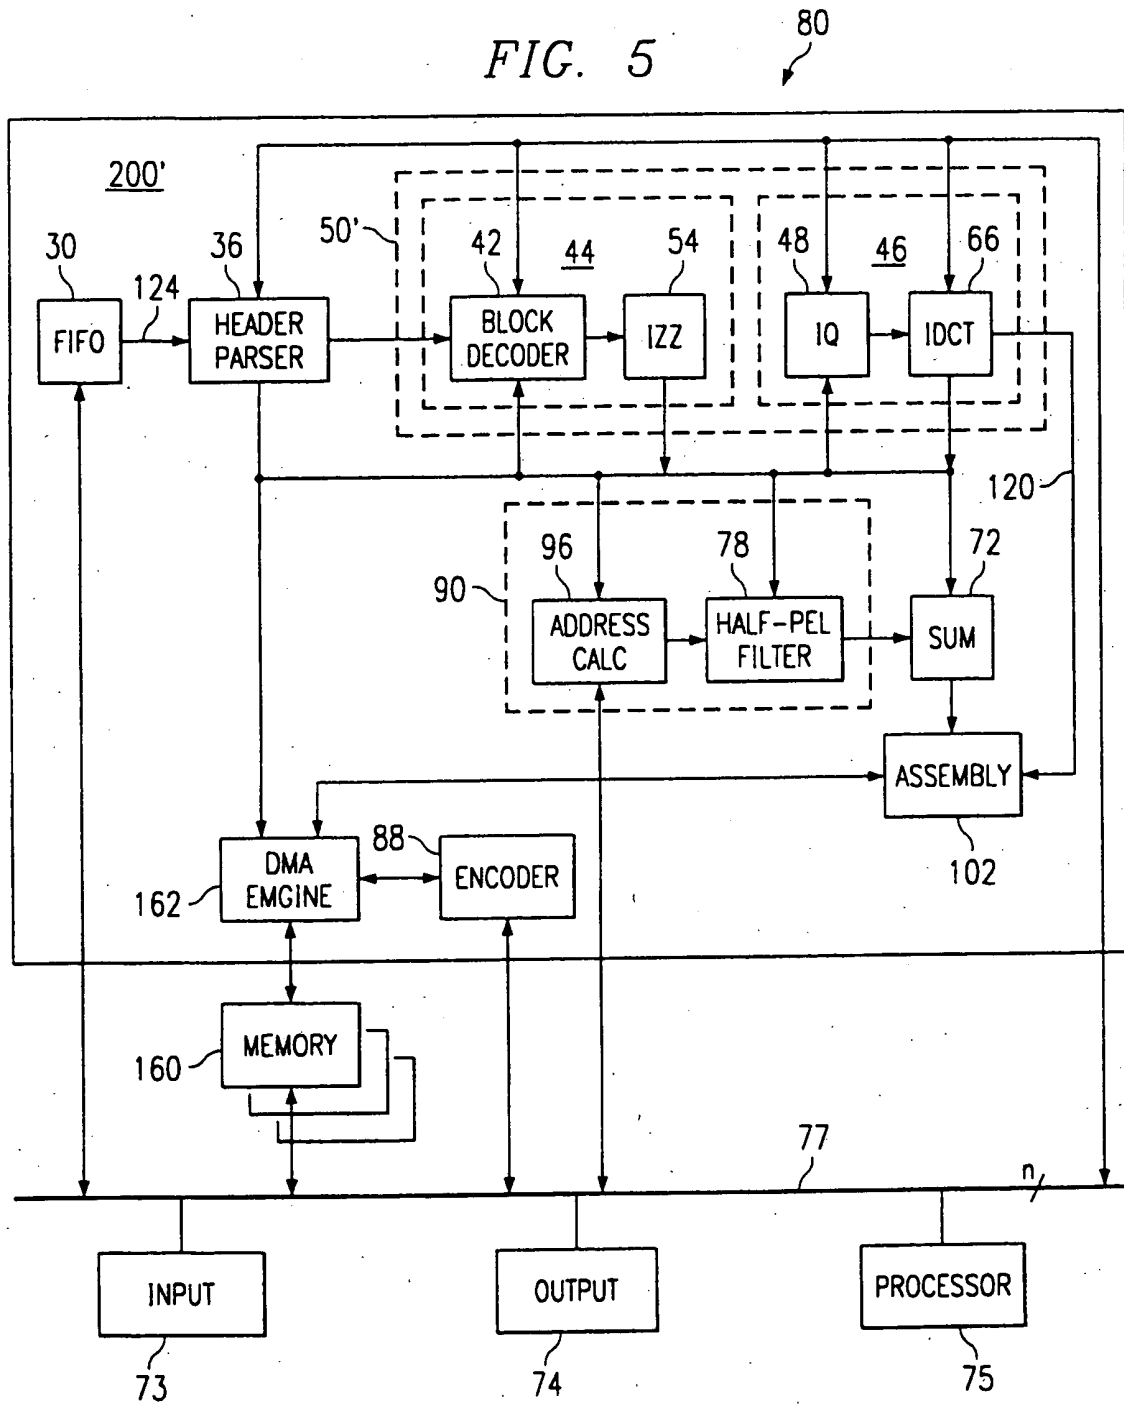 80
FIG. 5
200'
50'
30
124
36
42
44
54
48
46
66
FIFO
HEADER
PARSER
BLOCK
DECODER
IZZ
IQ
IDCT
120
96
78
72
90
ADDRESS
CALC
HALF-PEL
FILTER
SUM
ASSEMBLY
102
88
DMA
EMGINE
162
ENCODER
MEMORY
160
77
n
INPUT
OUTPUT
PROCESSOR
73
74
75